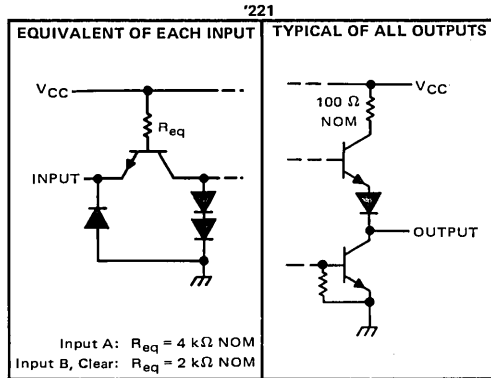 '221
EQUIVALENT OF EACH INPUT
VCC
Req
INPUT
Input A: Req = 4 kΩ NOM
Input B, Clear: Req = 2 kΩ NOM
TYPICAL OF ALL OUTPUTS
VCC
100 Ω
NOM
OUTPUT